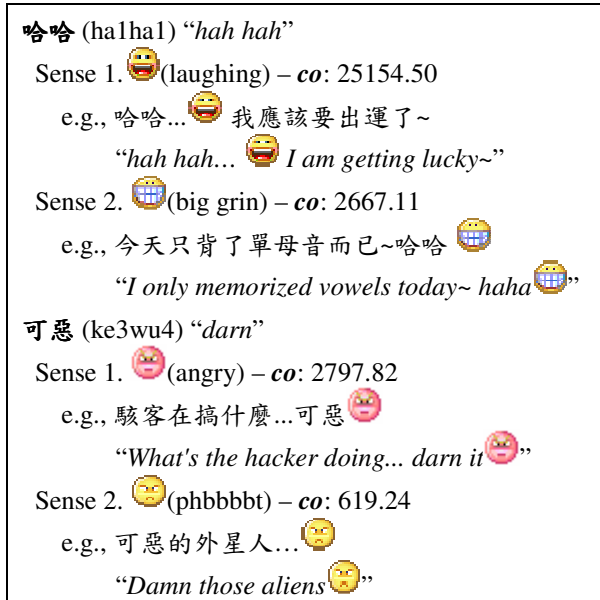 哈哈 (ha1ha1) “hah hah”
Sense 1. (laughing) – co: 25154.50
e.g., 哈哈... 我應該要出運了~
“hah hah… I am getting lucky~”
Sense 2. (big grin) – co: 2667.11
e.g., 今天只背了單母音而已~哈哈
“I only memorized vowels today~ haha”
可惡 (ke3wu4) “darn”
Sense 1. (angry) – co: 2797.82
e.g., 駭客在搞什麼...可惡
“What's the hacker doing... darn it”
Sense 2. (phbbbbt) – co: 619.24
e.g., 可惡的外星人…
“Damn those aliens”